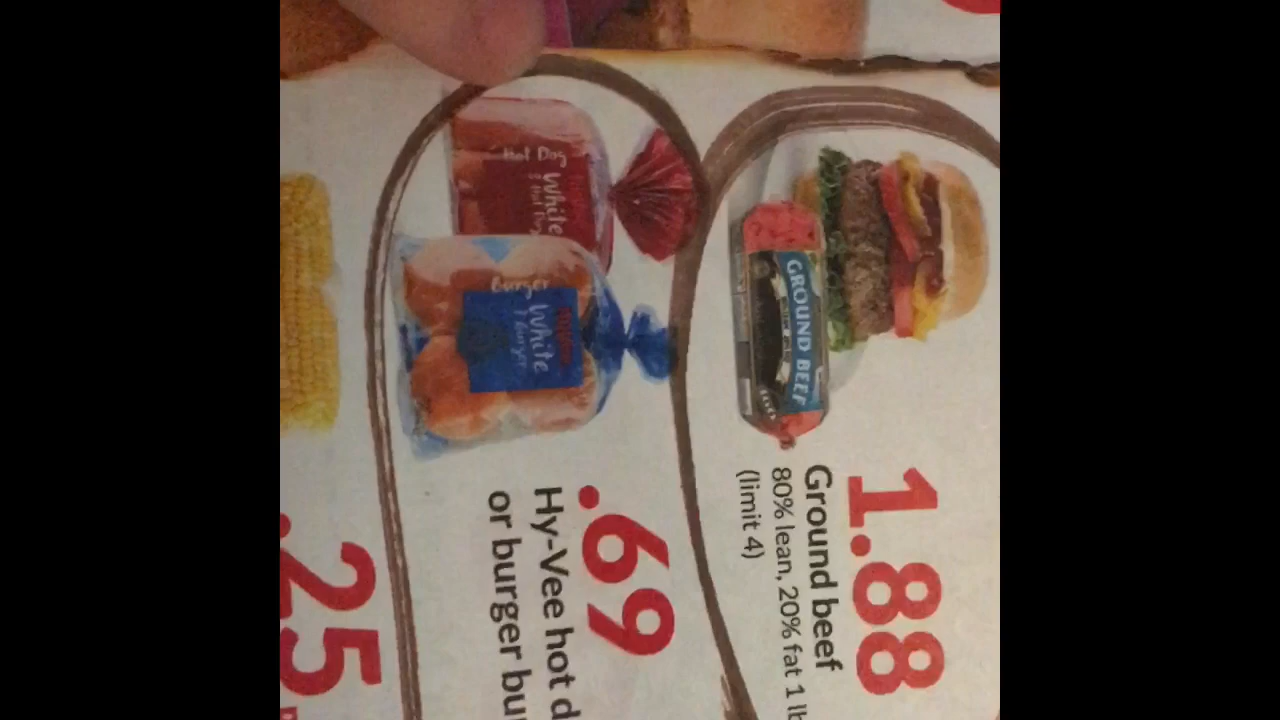 1.88
Ground beef
80% lean, 20% fat 1 lb
(limit 4)
GROUND BEEF
.69
Hy-Vee hot d
or burger bu
Hot Dog
White
Burger
White
.25